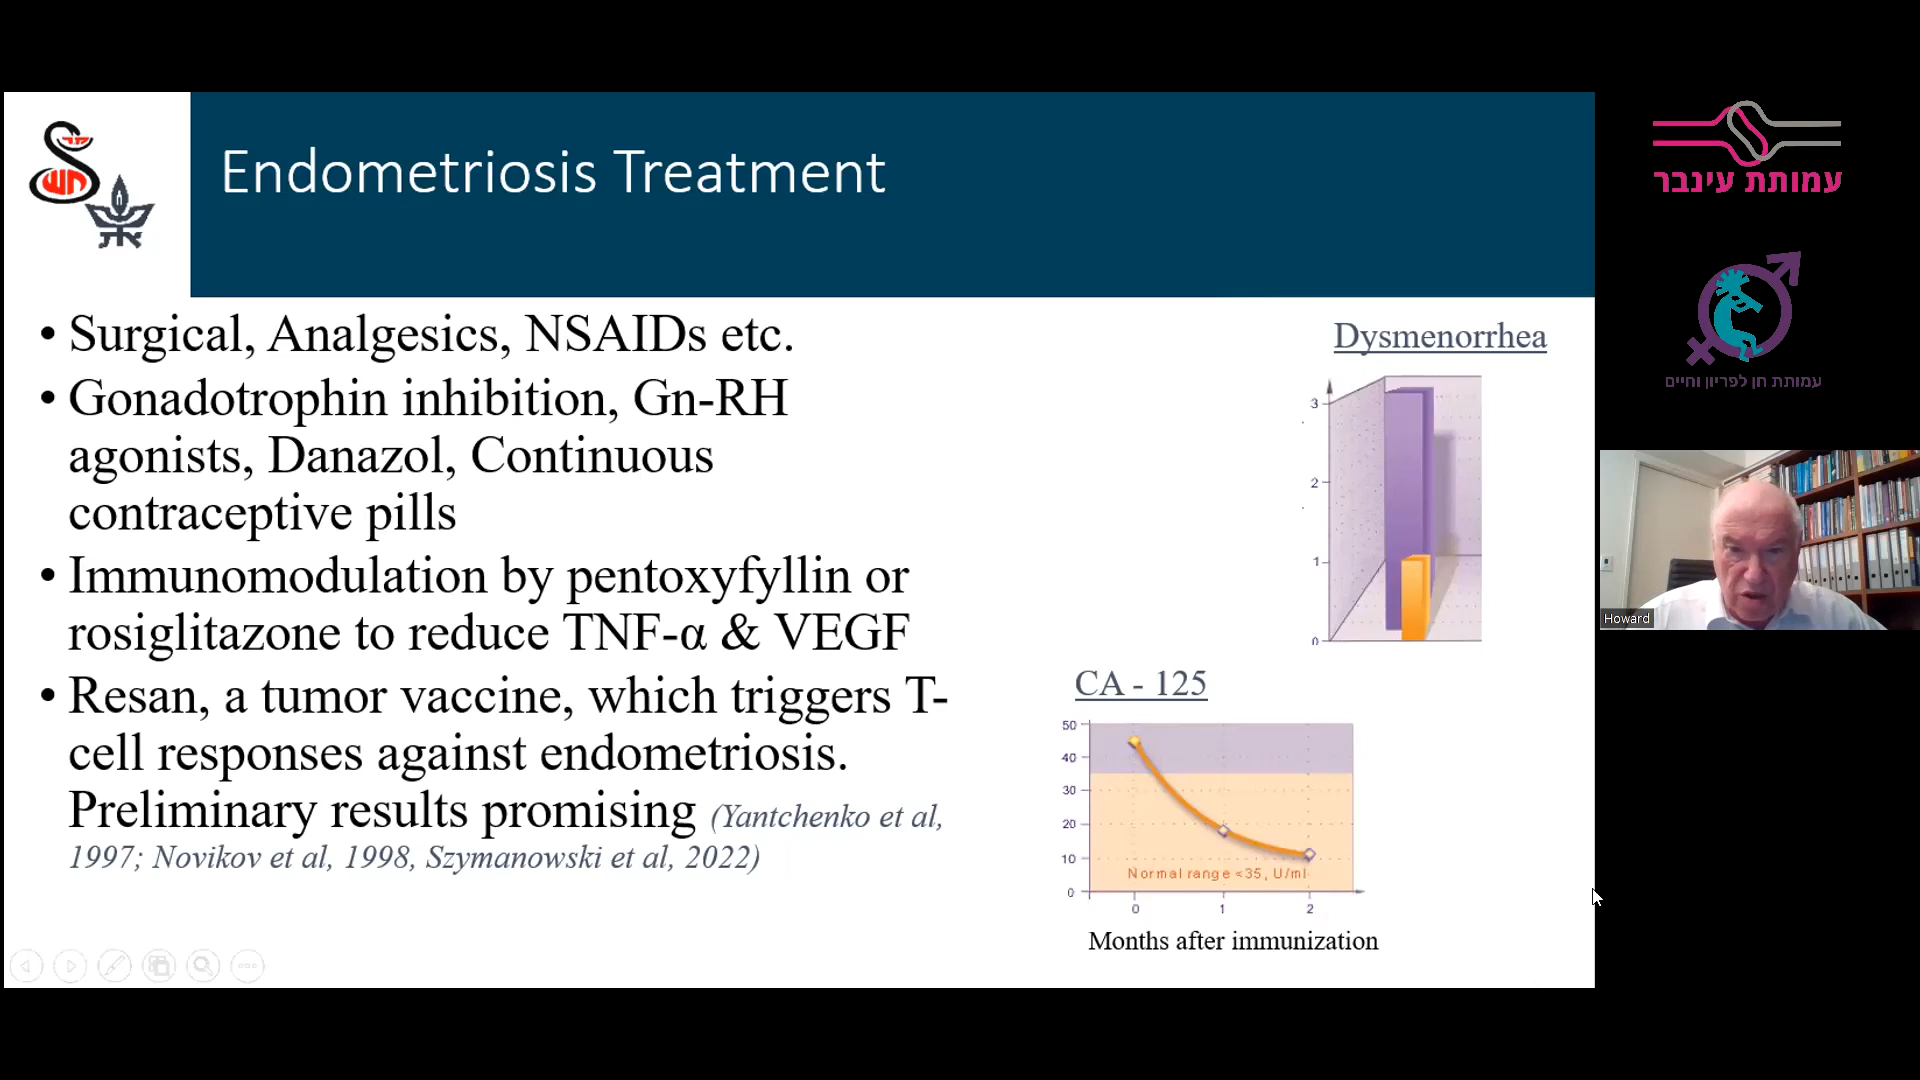 Endometriosis Treatment
• Surgical, Analgesics, NSAIDs etc.
• Gonadotrophin inhibition, Gn-RH
agonists, Danazol, Continuous
contraceptive pills
• Immunomodulation by pentoxyfyllin or
rosiglitazone to reduce TNF-α & VEGF
• Resan, a tumor vaccine, which triggers T-
cell responses against endometriosis.
Preliminary results promising (Yantchenko et al,
1997; Novikov et al, 1998, Szymanowski et al, 2022)
Dysmenorrhea
3
2
1
0
CA - 125
50
40
30
20
10
0
Normal range <35, U/ml
0 1 2
Months after immunization
עמותת עינבר
עמותת חן לפריון וחיים
Howard